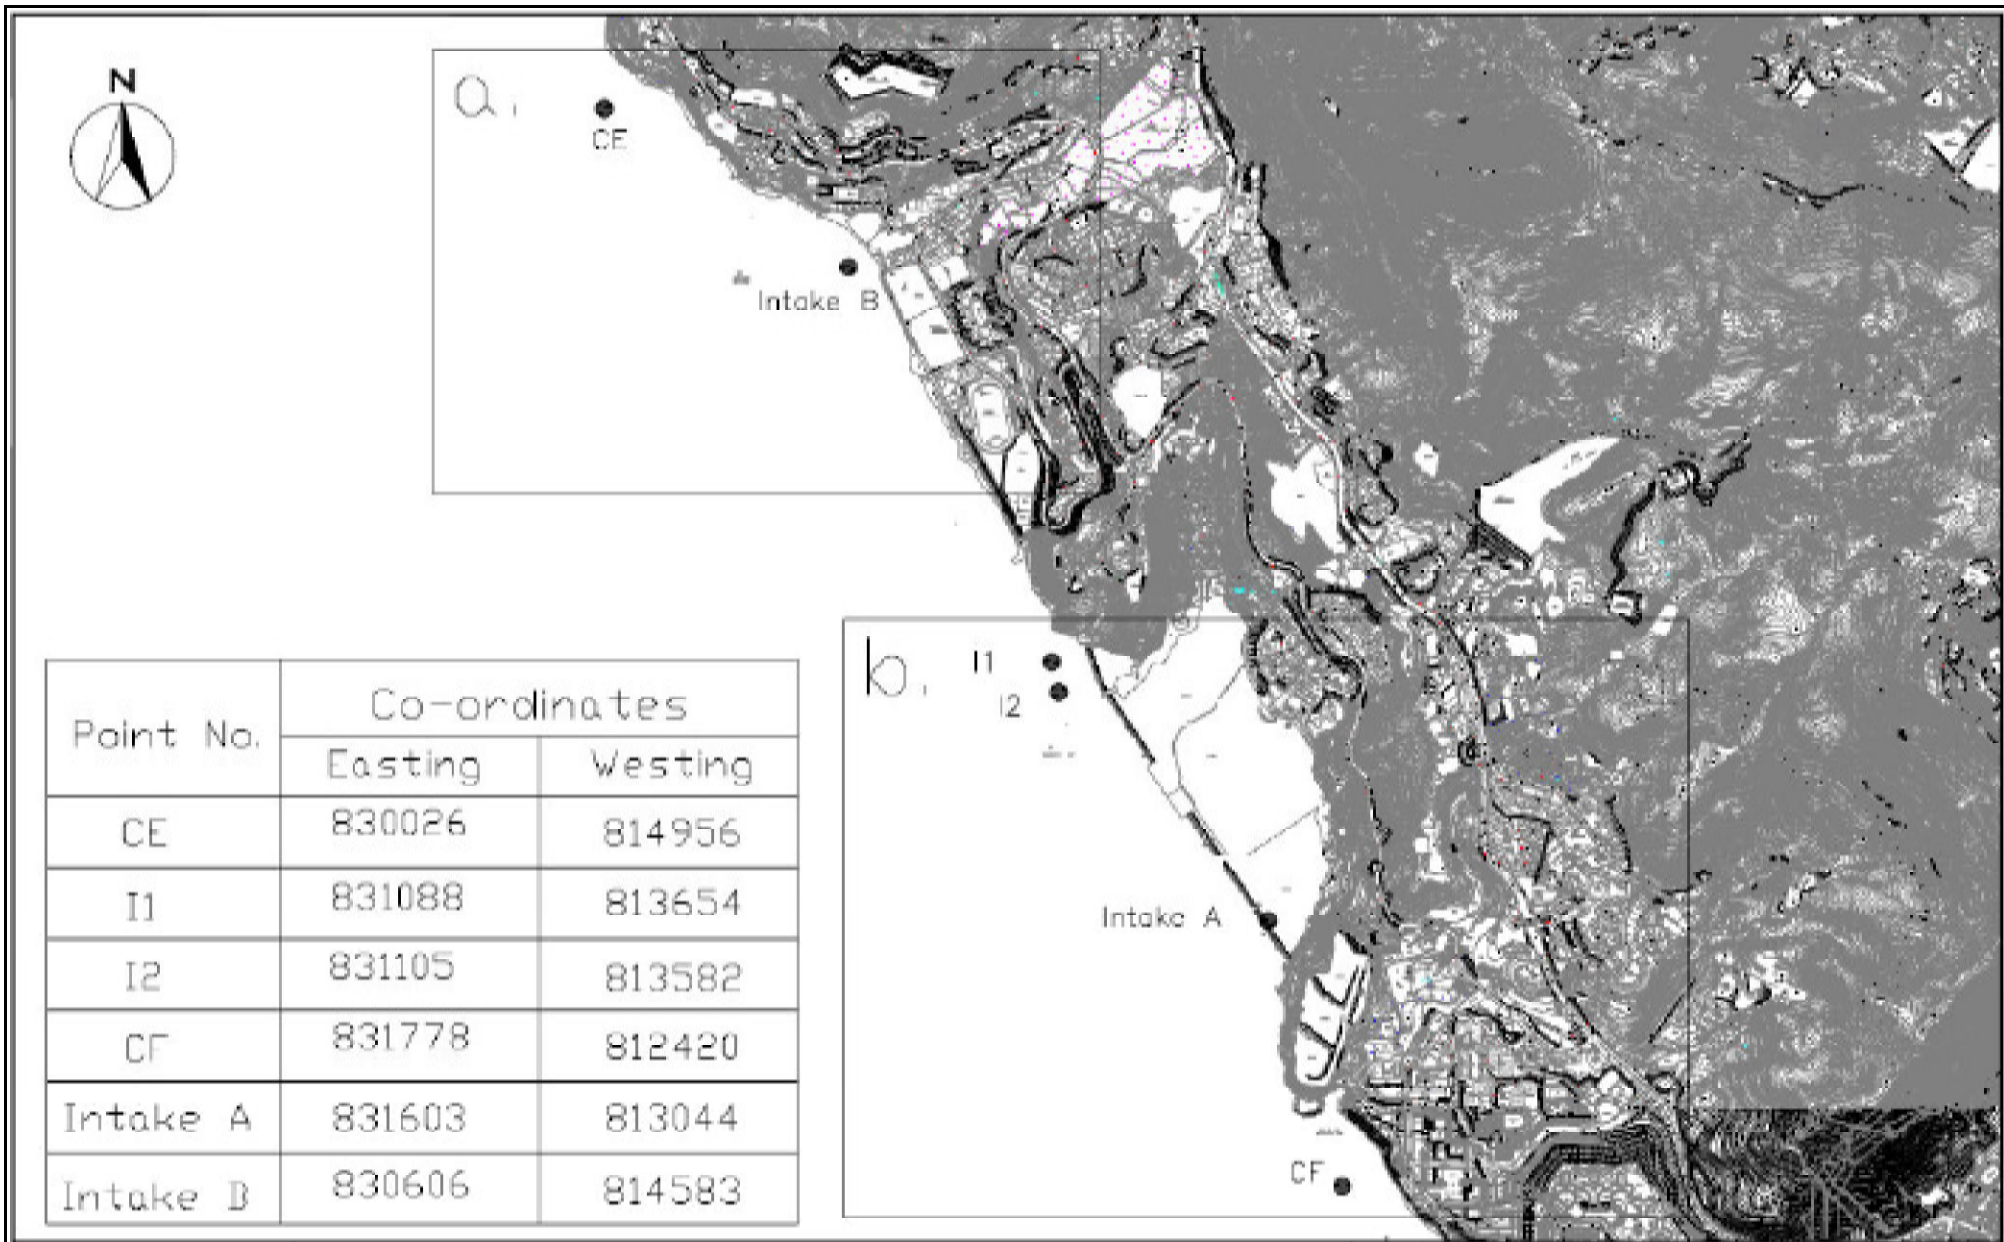 N
a
CE
Intake B
b
I1
I2
Intake A
CF
Point No.
Co-ordinates
Easting
Westing
CE
830026
814956
I1
831088
813654
I2
831105
813582
CF
831778
812420
Intake A
831603
813044
Intake B
830606
814583